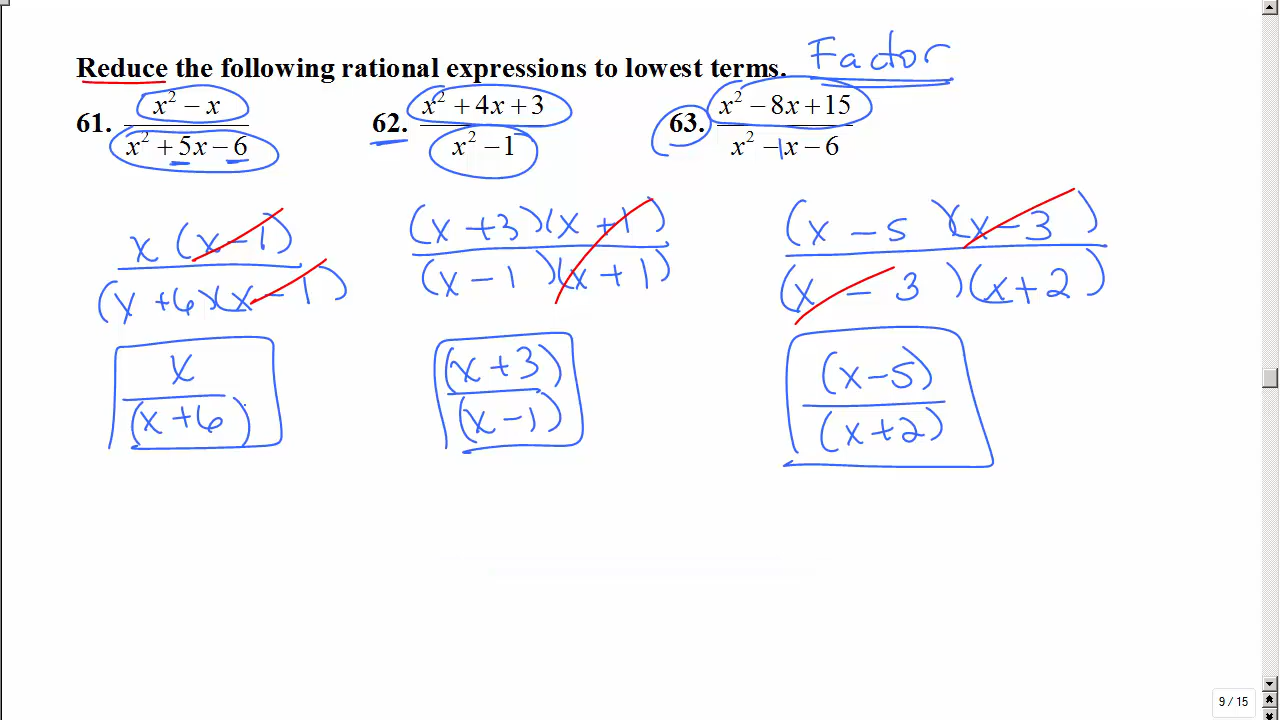 Reduce the following rational expressions to lowest terms. Factor
61. (x² − x)/(x² + 5x − 6) 62. (x² + 4x + 3)/(x² − 1) 63. (x² − 8x + 15)/(x² − 1x − 6)
x(x−1)/(x+6)(x−1) (x+3)(x+1)/(x−1)(x+1) (x−5)(x−3)/(x−3)(x+2)
x/(x+6) (x+3)/(x−1) (x−5)/(x+2)
9 / 15